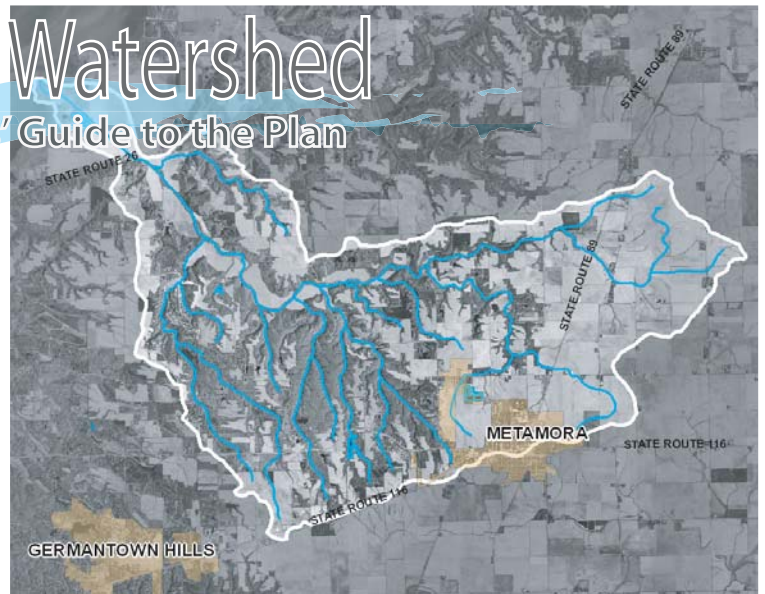 Watershed
' Guide to the Plan
STATE ROUTE 89
STATE ROUTE 26
STATE ROUTE 89
METAMORA
STATE ROUTE 116
STATE ROUTE 116
GERMANTOWN HILLS